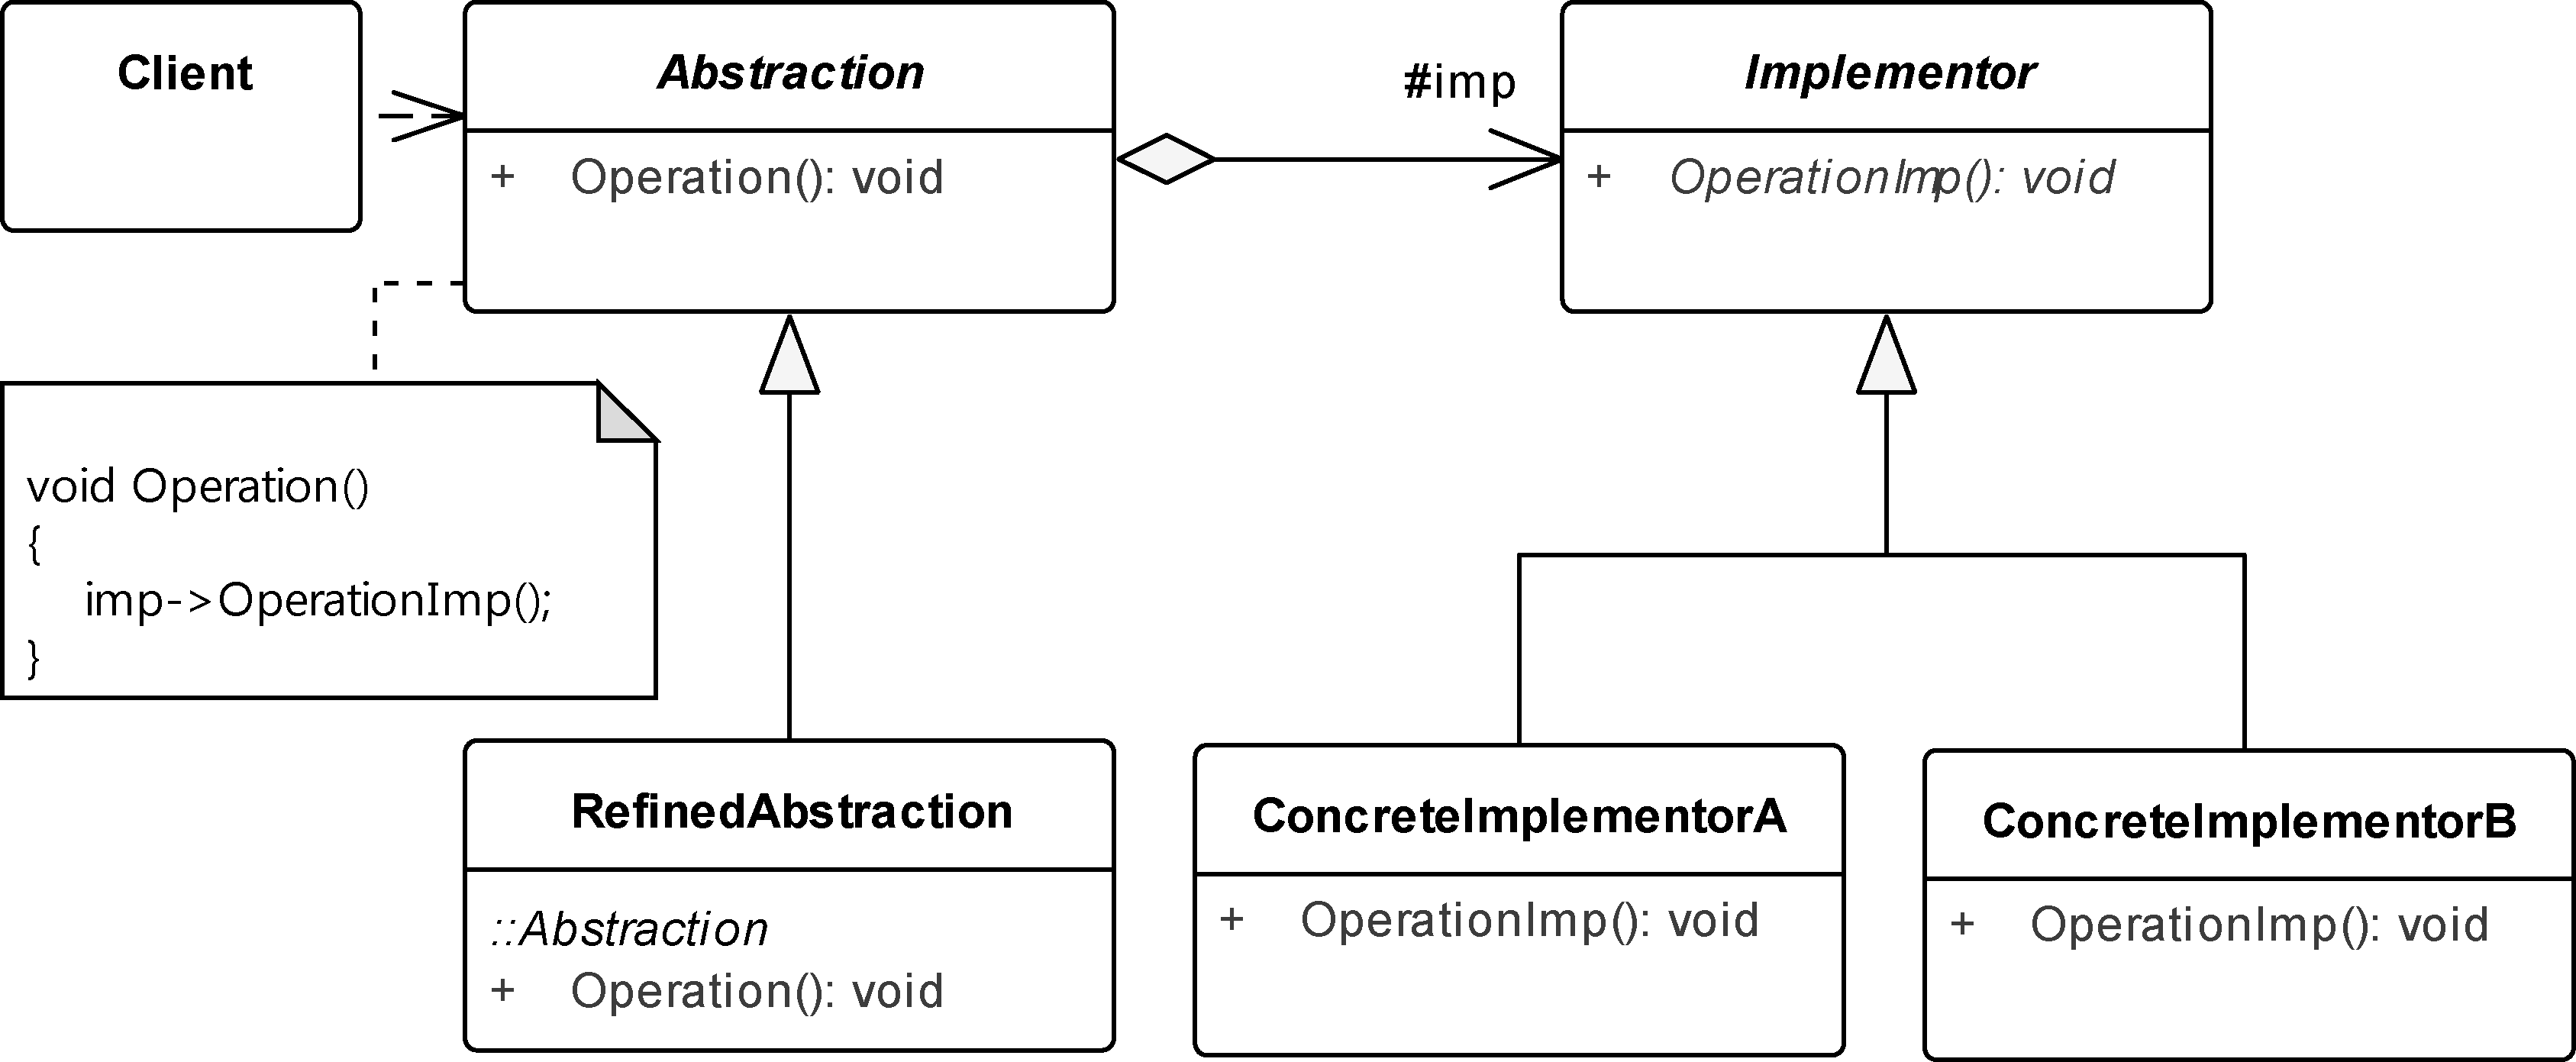 Client
Abstraction
+ Operation(): void
#imp
Implementor
+ OperationImp(): void
void Operation()
{
imp->OperationImp();
}
RefinedAbstraction
::Abstraction
+ Operation(): void
ConcreteImplementorA
+ OperationImp(): void
ConcreteImplementorB
+ OperationImp(): void